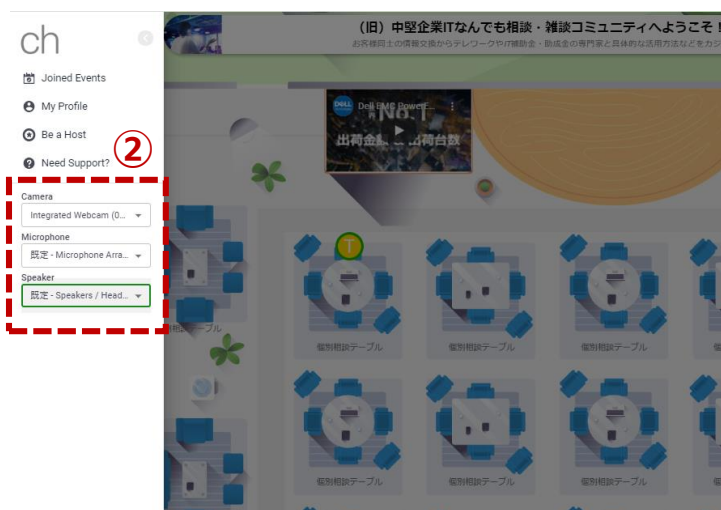 ch
Joined Events
My Profile
Be a Host
Need Support?
②
Camera
Integrated Webcam (0...
Microphone
既定 - Microphone Arra...
Speaker
既定 - Speakers / Head...
(旧) 中堅企業ITなんでも相談・雑談コミュニティへようこそ！
お客様同士の情報交換からテレワークやIT補助金・助成金の専門家と具体的な活用方法などをカジ
DELL
Dell EMC PowerE...
No.1
出荷金額 出荷台数
T
テーブル
個別相談テーブル
個別相談テーブル
個別相談テーブル
個別相談テーブル
個別相談テーブル
個別相談テーブル